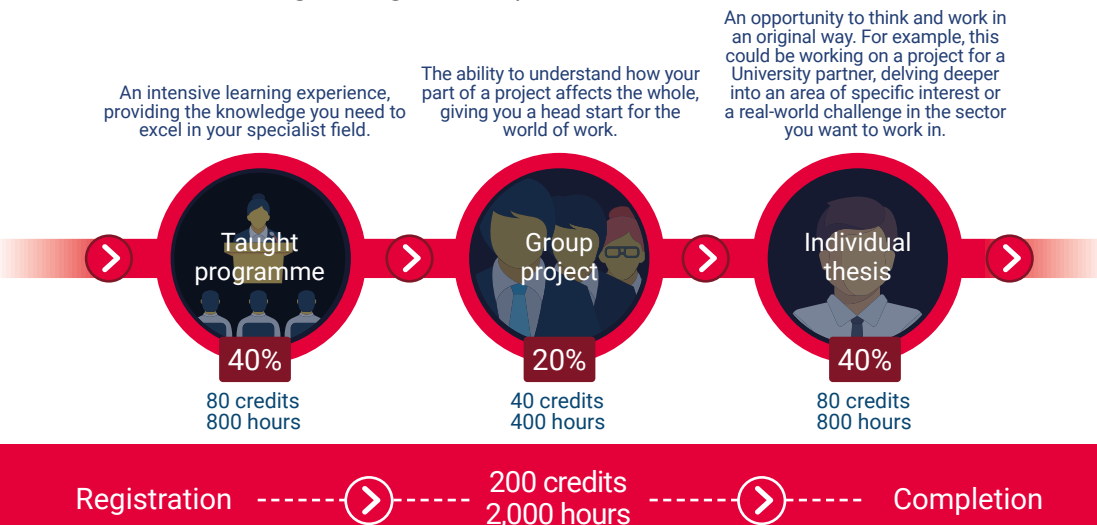 An intensive learning experience,
providing the knowledge you need to
excel in your specialist field.
The ability to understand how your
part of a project affects the whole,
giving you a head start for the
world of work.
An opportunity to think and work in
an original way. For example, this
could be working on a project for a
University partner, delving deeper
into an area of specific interest or
a real-world challenge in the sector
you want to work in.
Taught
programme
40%
80 credits
800 hours
Group
project
20%
40 credits
400 hours
Individual
thesis
40%
80 credits
800 hours
Registration
200 credits
2,000 hours
Completion